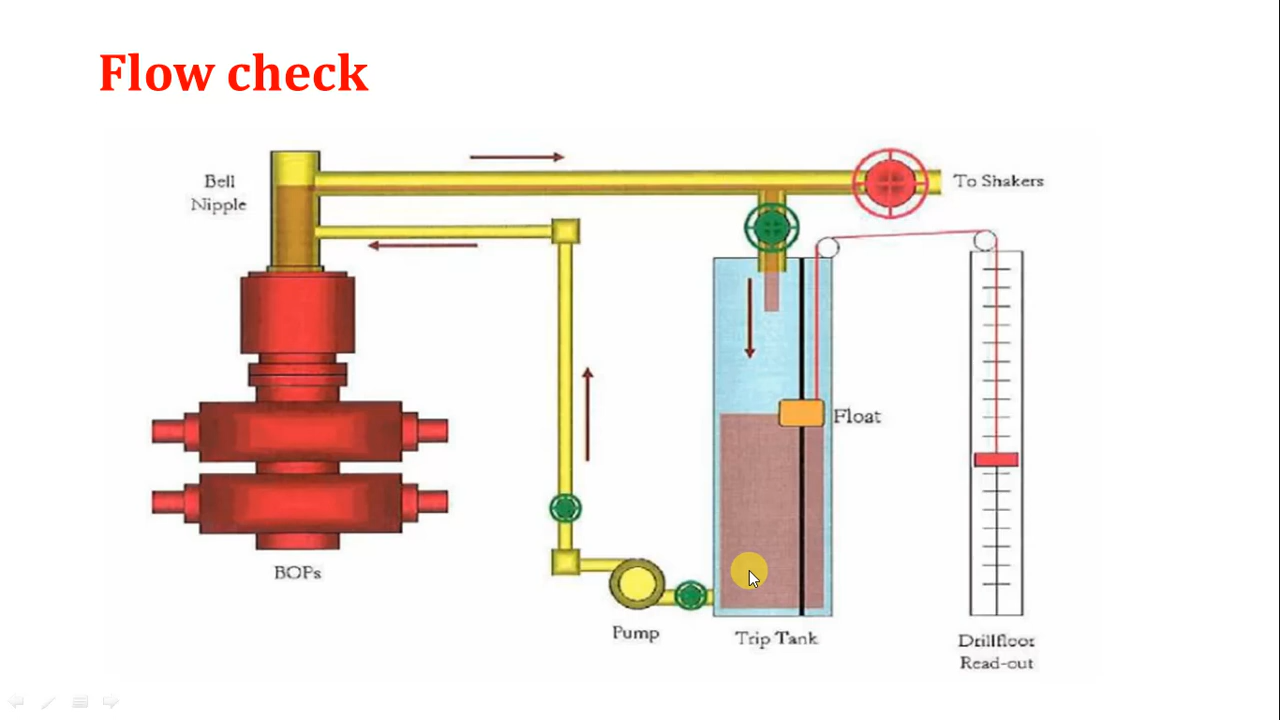 Flow check
Bell
Nipple
To Shakers
Float
BOPs
Pump
Trip Tank
Drillfloor
Read-out